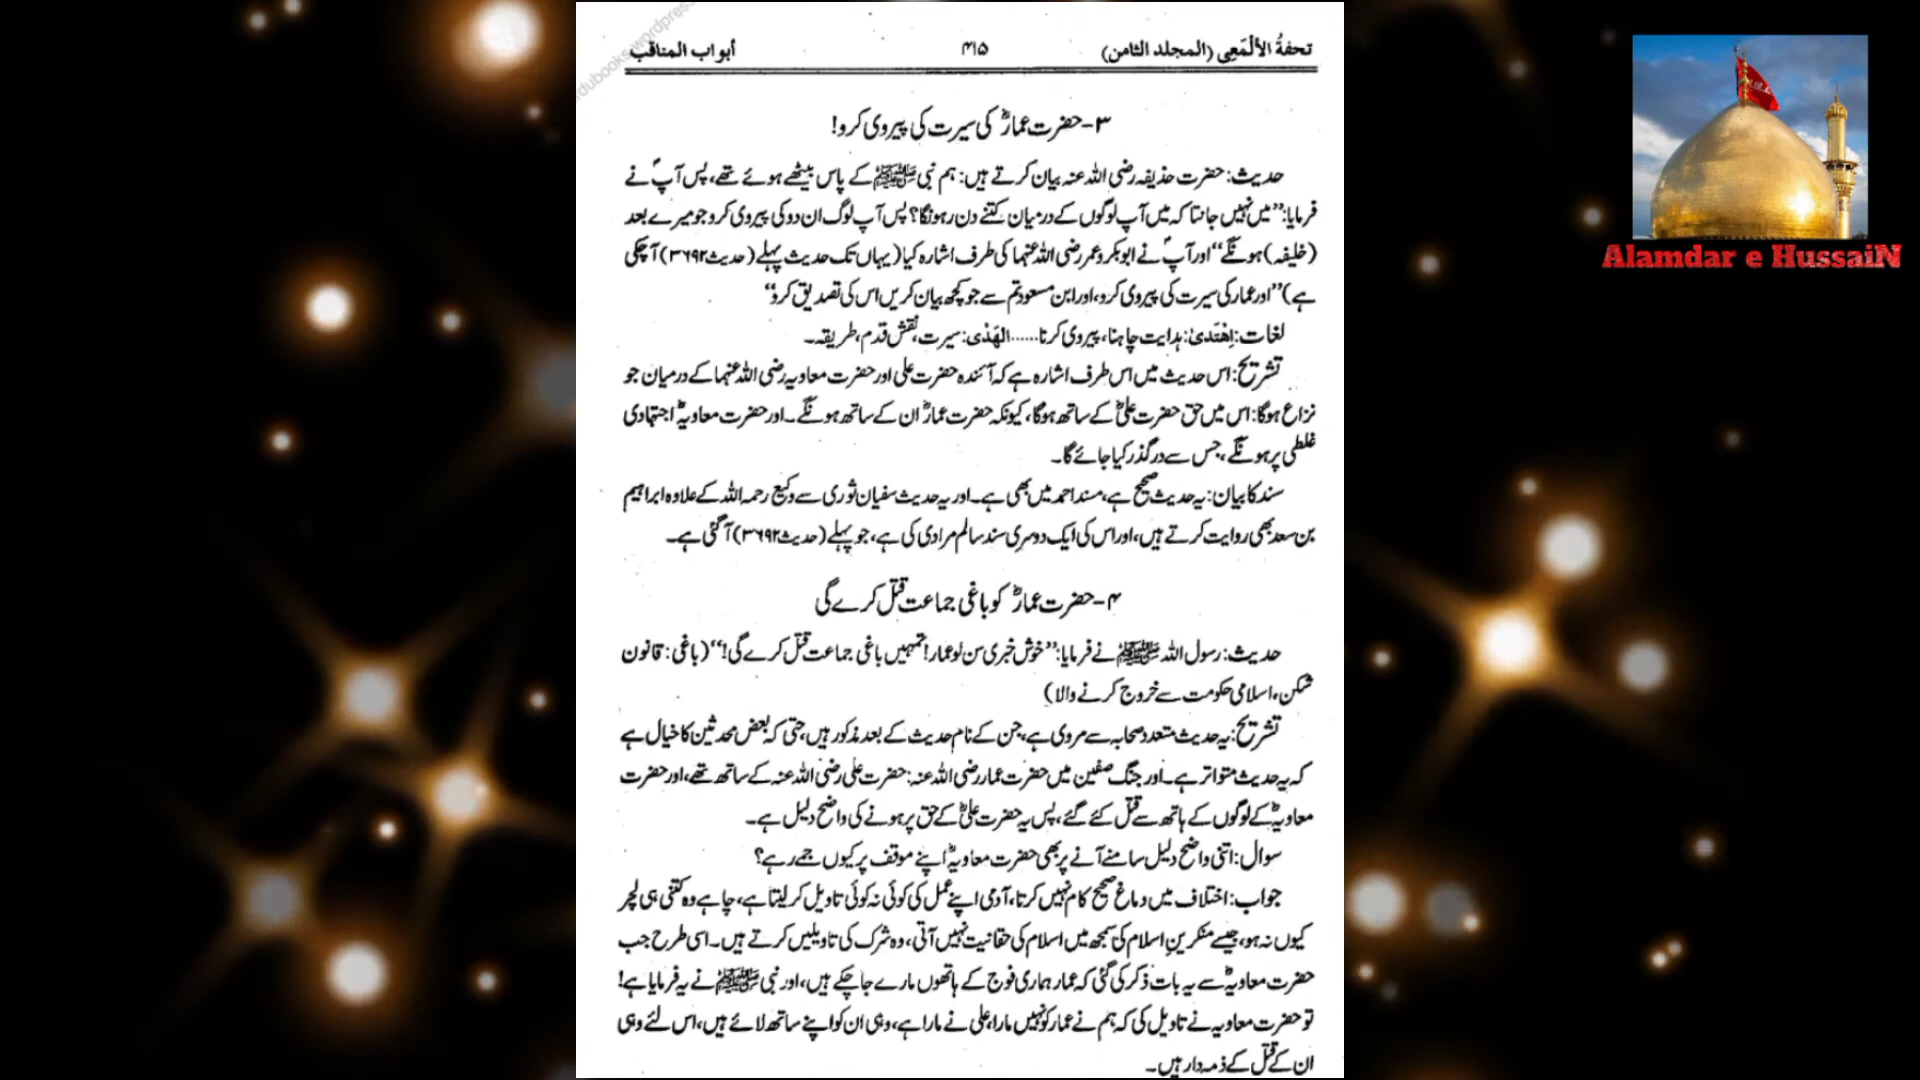 تحفةُ الألْمَعِی (المجلد الثامن)
۴۱۵
أبواب المناقب
۳- حضرت عمارؓ کی سیرت کی پیروی کرو!
حدیث: حضرت حذیفہ رضی اللہ عنہ بیان کرتے ہیں: ہم نبی ﷺ کے پاس بیٹھے ہوئے تھے، پس آپؐ نے
فرمایا: ’’میں نہیں جانتا کہ میں آپ لوگوں کے درمیان کتنے دن رہونگا؟ پس آپ لوگ ان دو کی پیروی کرو جو میرے بعد
(خلیفہ) ہونگے‘‘ اور آپؐ نے ابوبکر و عمر رضی اللہ عنہما کی طرف اشارہ کیا (یہاں تک حدیث پہلے (حدیث ۳۶۹۲) آچکی
ہے) ’’اور عمار کی سیرت کی پیروی کرو، اور ابن مسعود تم سے جو کچھ بیان کریں اس کی تصدیق کرو‘‘
لغات: اِهْتَدیٰ: ہدایت چاہنا، پیروی کرنا...... الهَدْی: سیرت، نقش قدم، طریقہ۔
تشریح: اس حدیث میں اس طرف اشارہ ہے کہ آئندہ حضرت علی اور حضرت معاویہ رضی اللہ عنہما کے درمیان جو
نزاع ہوگا: اس میں حق حضرت علیؓ کے ساتھ ہوگا، کیونکہ حضرت عمارؓ ان کے ساتھ ہونگے۔ اور حضرت معاویہؓ اجتہادی
غلطی پر ہونگے، جس سے درگذر کیا جائے گا۔
سند کا بیان: یہ حدیث صحیح ہے، مسند احمد میں بھی ہے۔ اور یہ حدیث سفیان ثوری سے وکیع رحمہ اللہ کے علاوہ ابراہیم
بن سعد بھی روایت کرتے ہیں، اور اس کی ایک دوسری سند سالم مرادی کی ہے، جو پہلے (حدیث ۳۶۹۲) آگئی ہے۔
۴- حضرت عمارؓ کو باغی جماعت قتل کرے گی
حدیث: رسول اللہ ﷺ نے فرمایا: ’’خوش خبری سن لو عمار! تمہیں باغی جماعت قتل کرے گی!‘‘ (باغی: قانون
شکن، اسلامی حکومت سے خروج کرنے والا)
تشریح: یہ حدیث متعدد صحابہ سے مروی ہے، جن کے نام حدیث کے بعد مذکور ہیں، حتی کہ بعض محدثین کا خیال ہے
کہ یہ حدیث متواتر ہے۔ اور جنگ صفین میں حضرت عمار رضی اللہ عنہ: حضرت علی رضی اللہ عنہ کے ساتھ تھے، اور حضرت
معاویہؓ کے لوگوں کے ہاتھ سے قتل کئے گئے، پس یہ حضرت علیؓ کے حق پر ہونے کی واضح دلیل ہے۔
سوال: اتنی واضح دلیل سامنے آنے پر بھی حضرت معاویہؓ اپنے موقف پر کیوں جمے رہے؟
جواب: اختلاف میں دماغ صحیح کام نہیں کرتا، آدمی اپنے عمل کی کوئی نہ کوئی تاویل کر لیتا ہے، چاہے وہ کتنی ہی لچر
کیوں نہ ہو، جیسے منکرینِ اسلام کی سمجھ میں اسلام کی حقانیت نہیں آتی، وہ شرک کی تاویلیں کرتے ہیں۔ اسی طرح جب
حضرت معاویہؓ سے یہ بات ذکر کی گئی کہ عمار ہماری فوج کے ہاتھوں مارے جاچکے ہیں، اور نبی ﷺ نے یہ فرمایا ہے!
تو حضرت معاویہ نے تاویل کی کہ ہم نے عمار کو نہیں مارا، علی نے مارا ہے، وہی ان کو اپنے ساتھ لائے ہیں، اس لئے وہی
ان کے قتل کے ذمہ دار ہیں۔
Alamdar e HussaiN